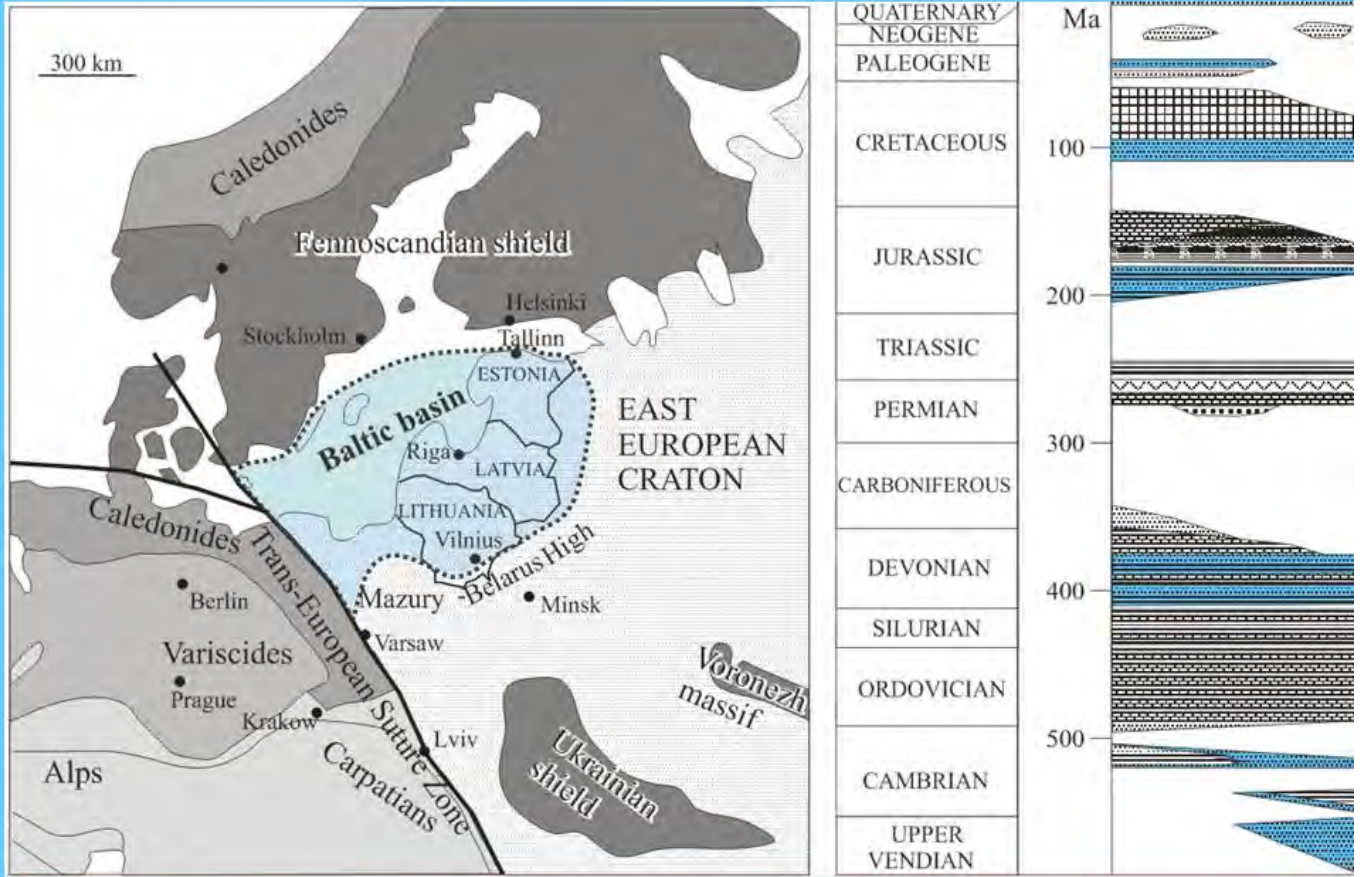 300 km
Caledonides
Fennoscandian shield
Helsinki
Stockholm
Tallinn
ESTONIA
Baltic basin
EAST
EUROPEAN
CRATON
Riga
LATVIA
LITHUANIA
Vilnius
Caledonides
Trans-European Suture Zone
Mazury
-Belarus High
Minsk
Berlin
Varsaw
Variscides
Prague
Krakow
Voronezh
massif
Lviv
Ukrainian
shield
Alps
Carpatians
QUATERNARY
NEOGENE
PALEOGENE
CRETACEOUS
JURASSIC
TRIASSIC
PERMIAN
CARBONIFEROUS
DEVONIAN
SILURIAN
ORDOVICIAN
CAMBRIAN
UPPER
VENDIAN
Ma
100
200
300
400
500